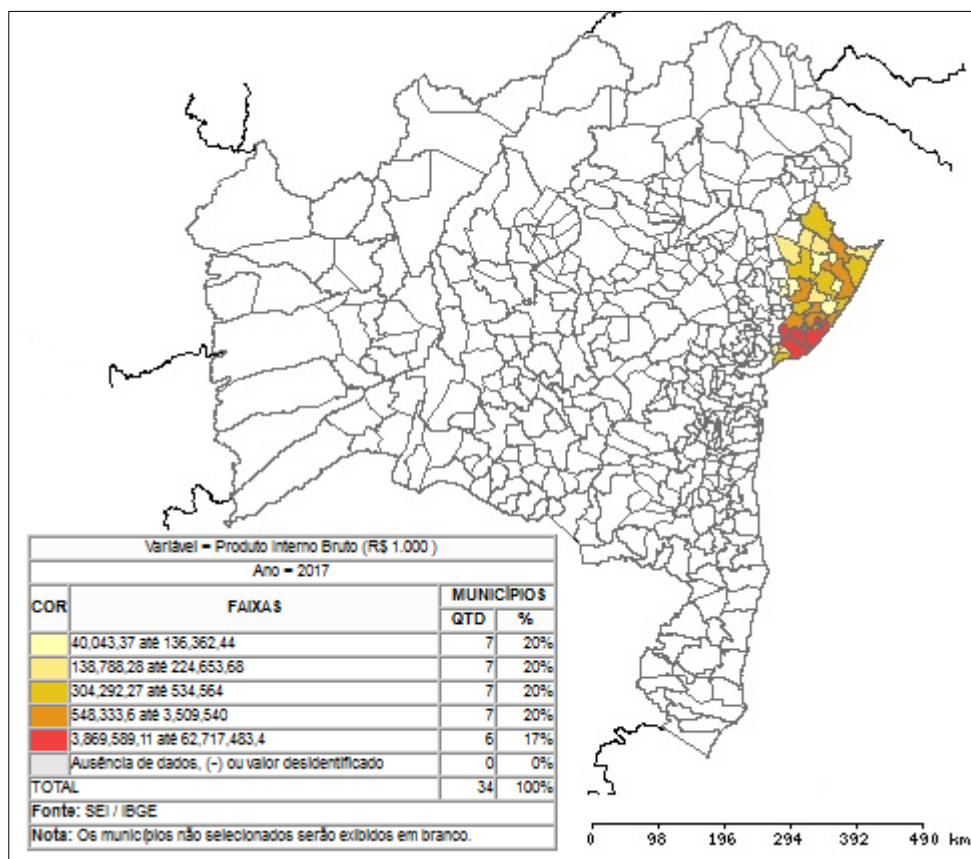 Variável = Produto Interno Bruto (R$ 1.000 )
Ano = 2017
COR FAIXAS MUNICÍPIOS
QTD %
40,043,37 até 136,362,44 7 20%
138,788,28 até 224,653,68 7 20%
304,292,27 até 534,564 7 20%
548,333,6 até 3,509,540 7 20%
3,869,589,11 até 62,717,483,4 6 17%
Ausência de dados, (-) ou valor desidentificado 0 0%
TOTAL 34 100%
Fonte: SEI / IBGE
Nota: Os municípios não selecionados serão exibidos em branco.
0 98 196 294 392 490 km